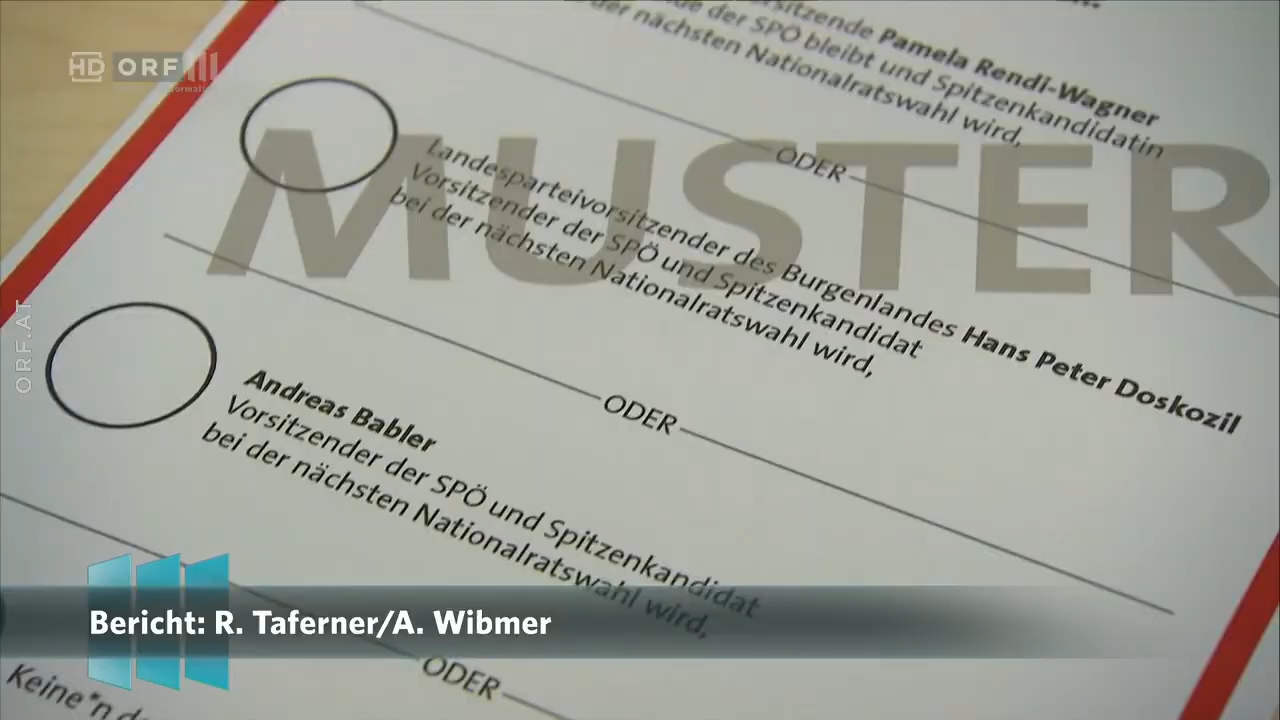 HD ORF III
ORF.AT
vorsitzende Pamela Rendi-Wagner
der SPÖ bleibt und Spitzenkandidatin
der nächsten Nationalratswahl wird,
ODER
MUSTER
Landesparteivorsitzender des Burgenlandes Hans Peter Doskozil
Vorsitzender der SPÖ und Spitzenkandidat
bei der nächsten Nationalratswahl wird,
ODER
Andreas Babler
Vorsitzender der SPÖ und Spitzenkandidat
bei der nächsten Nationalratswahl wird,
ODER
Keine*n
Bericht: R. Taferner/A. Wibmer